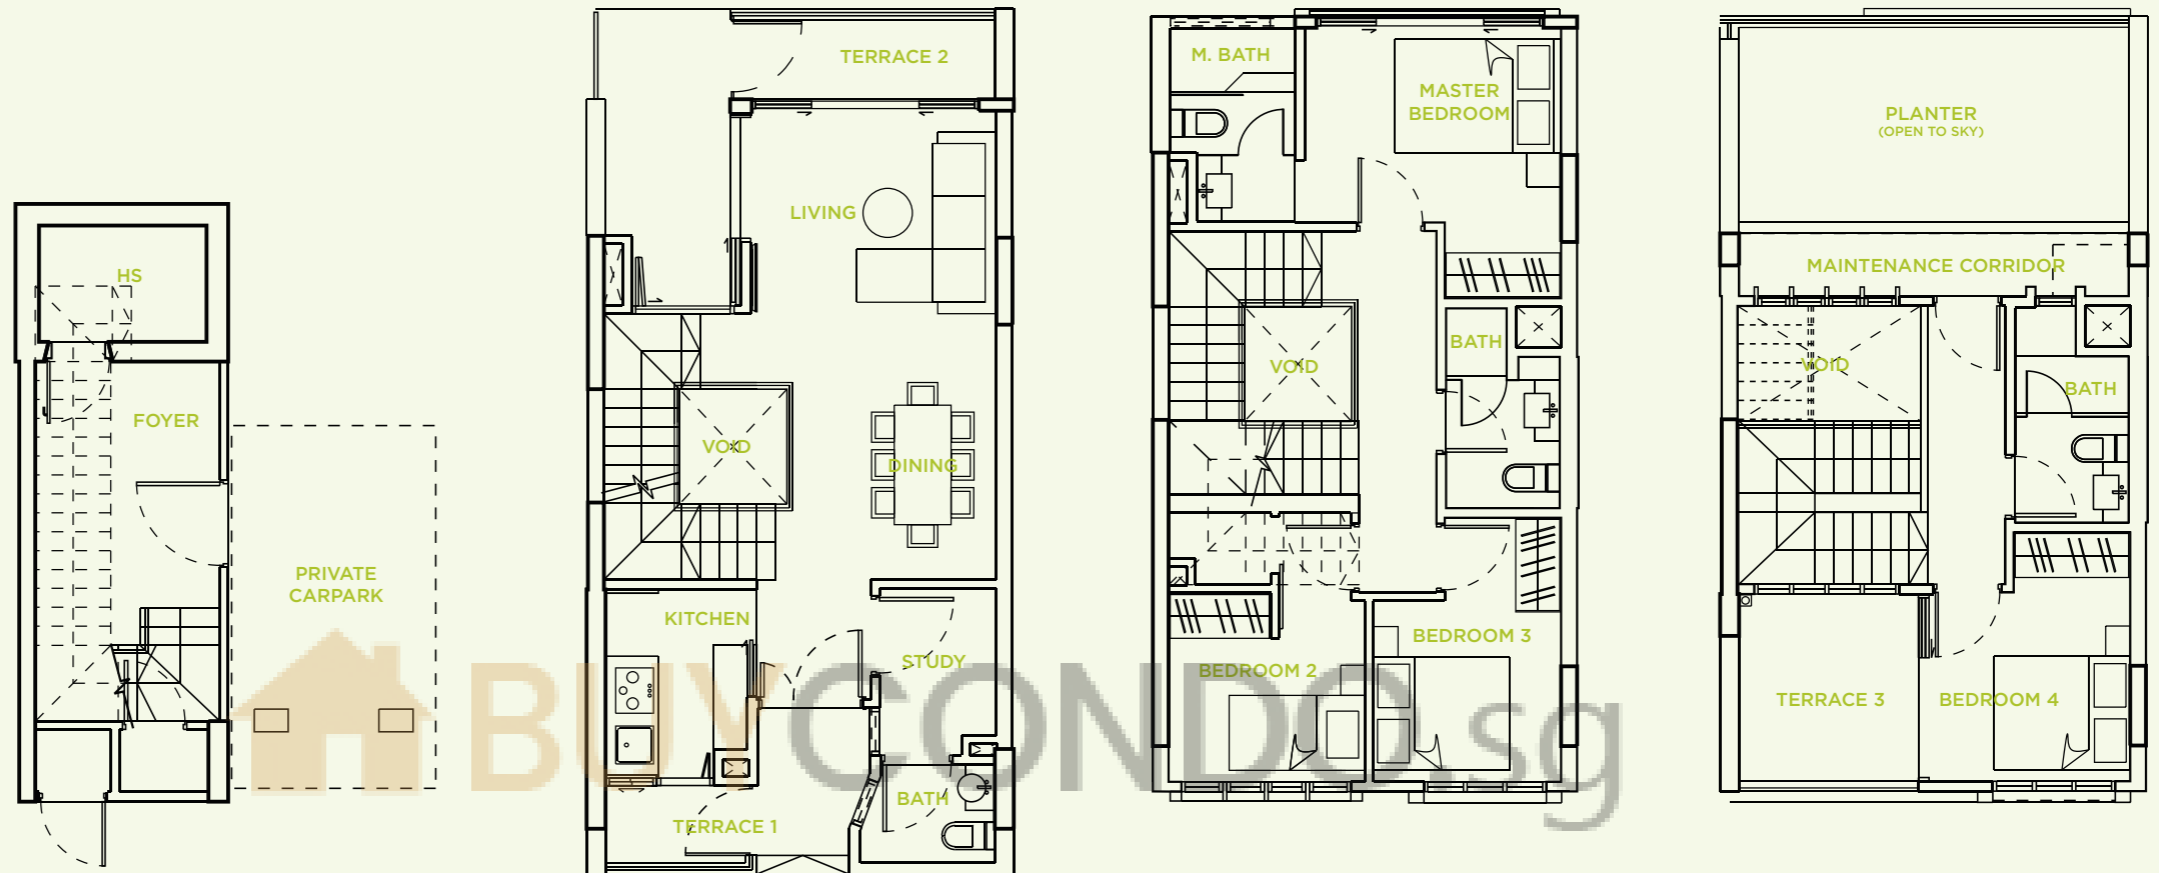 HS
FOYER
PRIVATE
CARPARK
TERRACE 2
LIVING
VOID
DINING
KITCHEN
STUDY
BATH
TERRACE 1
M. BATH
MASTER
BEDROOM
BATH
VOID
BEDROOM 3
BEDROOM 2
PLANTER
(OPEN TO SKY)
MAINTENANCE CORRIDOR
VOID
BATH
TERRACE 3
BEDROOM 4
BUYCONDO.sg